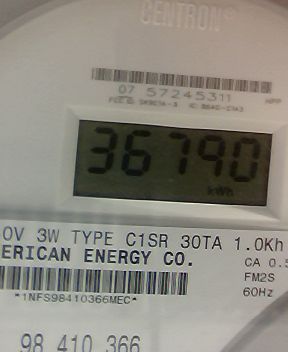 CENTRON®
07 57245311
36790
kWh
0V 3W TYPE C1SR 30TA 1.0Kh
ERICAN ENERGY CO.
CA 0.5
FM2S
*1NFS98410366MEC*
60Hz
98 410 366